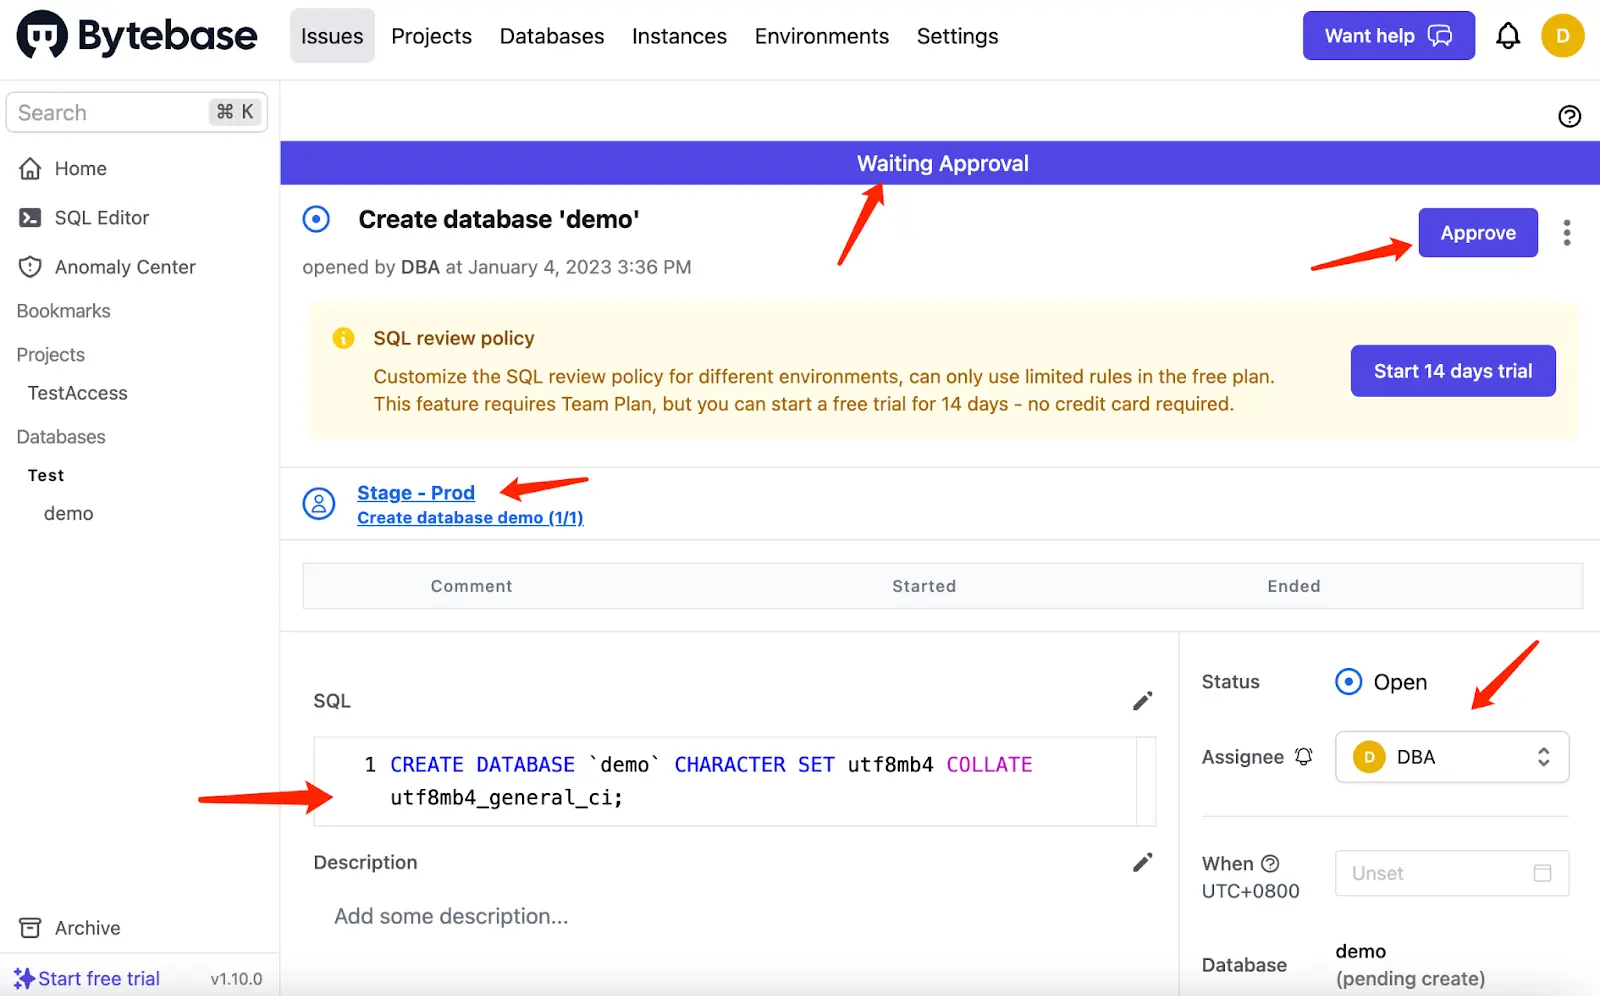 Bytebase
Issues Projects Databases Instances Environments Settings
Want help
D
Search ⌘ K
Home
SQL Editor
Anomaly Center
Bookmarks
Projects
TestAccess
Databases
Test
demo
Archive
Start free trial v1.10.0
Waiting Approval
Create database 'demo'
Approve
opened by DBA at January 4, 2023 3:36 PM
SQL review policy
Customize the SQL review policy for different environments, can only use limited rules in the free plan.
This feature requires Team Plan, but you can start a free trial for 14 days - no credit card required.
Start 14 days trial
Stage - Prod
Create database demo (1/1)
Comment Started Ended
SQL
1 CREATE DATABASE `demo` CHARACTER SET utf8mb4 COLLATE
utf8mb4_general_ci;
Description
Add some description...
Status Open
Assignee D DBA
When Unset
UTC+0800
Database demo
(pending create)